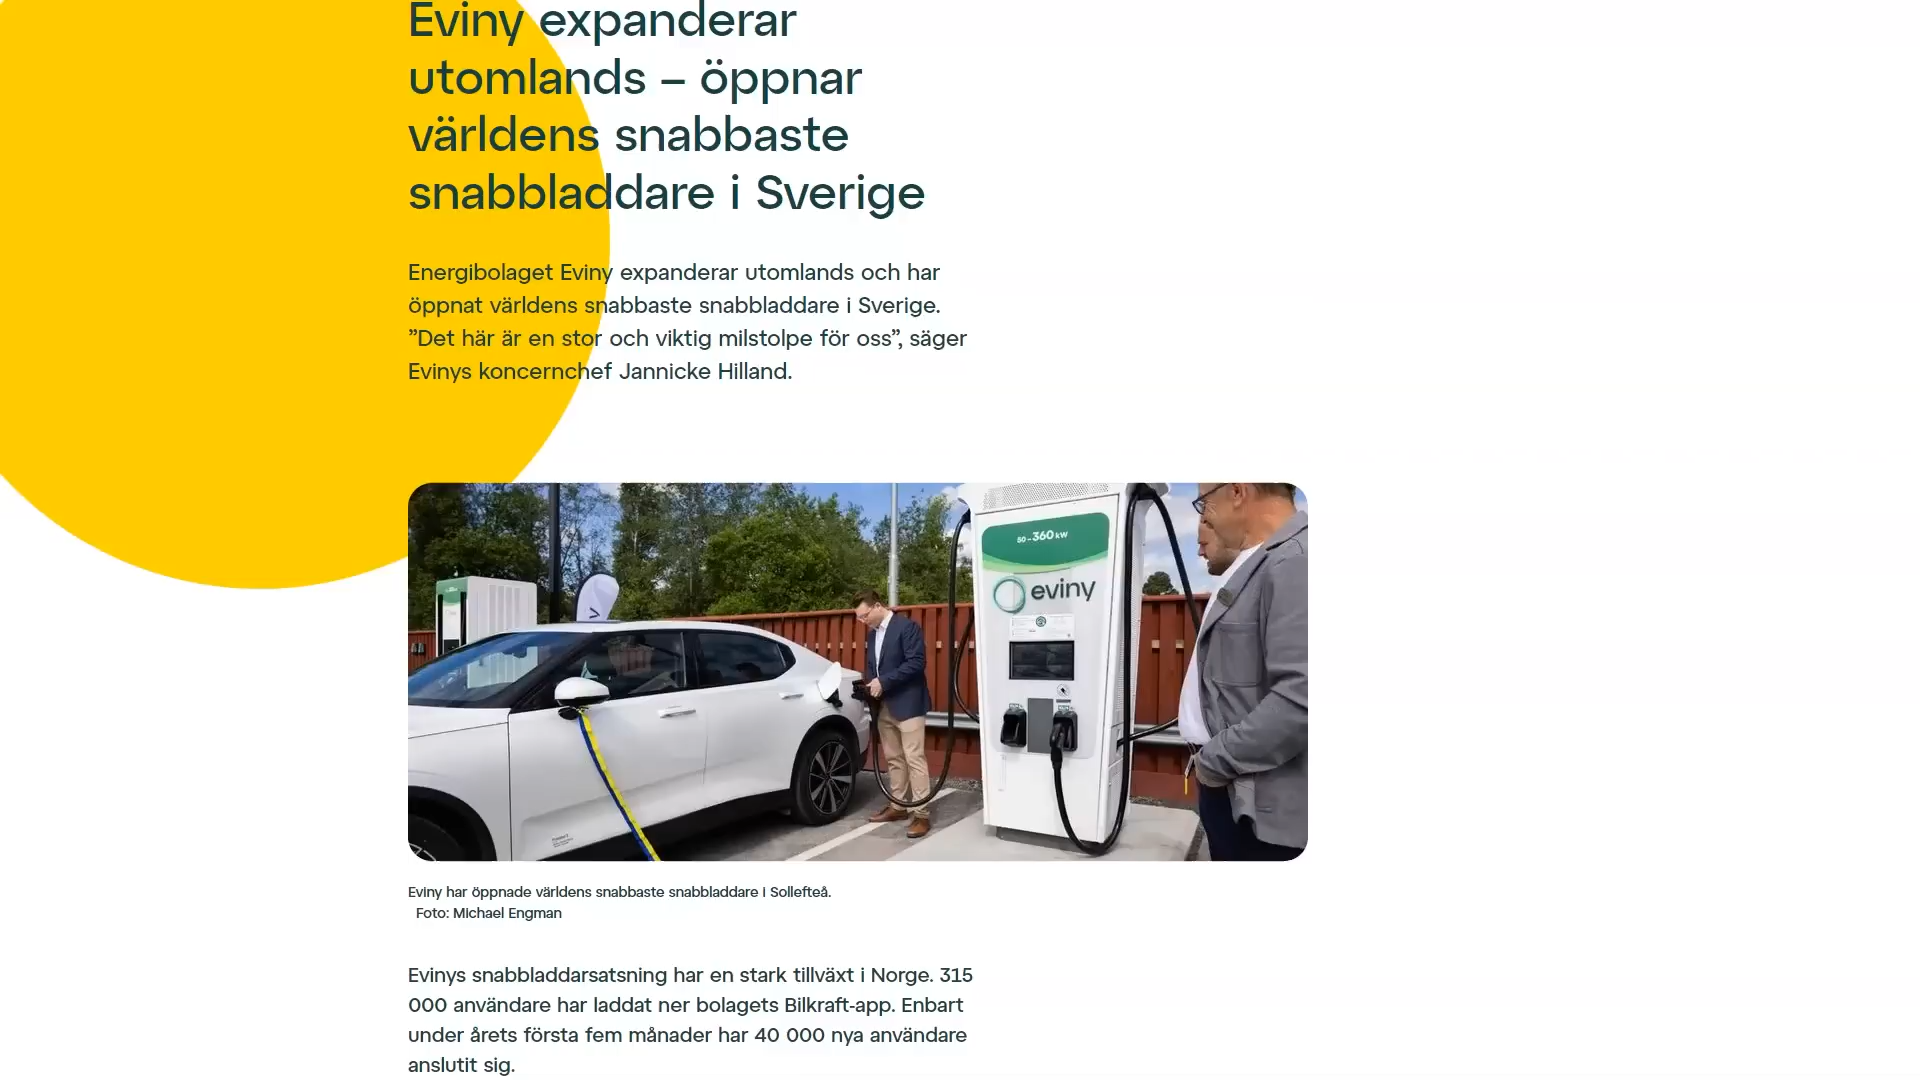 Eviny expanderar
utomlands – öppnar
världens snabbaste
snabbladdare i Sverige
Energibolaget Eviny expanderar utomlands och har
öppnat världens snabbaste snabbladdare i Sverige.
”Det här är en stor och viktig milstolpe för oss”, säger
Evinys koncernchef Jannicke Hilland.
50-360 kW
eviny
Eviny har öppnade världens snabbaste snabbladdare i Sollefteå.
Foto: Michael Engman
Evinys snabbladdarsatsning har en stark tillväxt i Norge. 315
000 användare har laddat ner bolagets Bilkraft-app. Enbart
under årets första fem månader har 40 000 nya användare
anslutit sig.